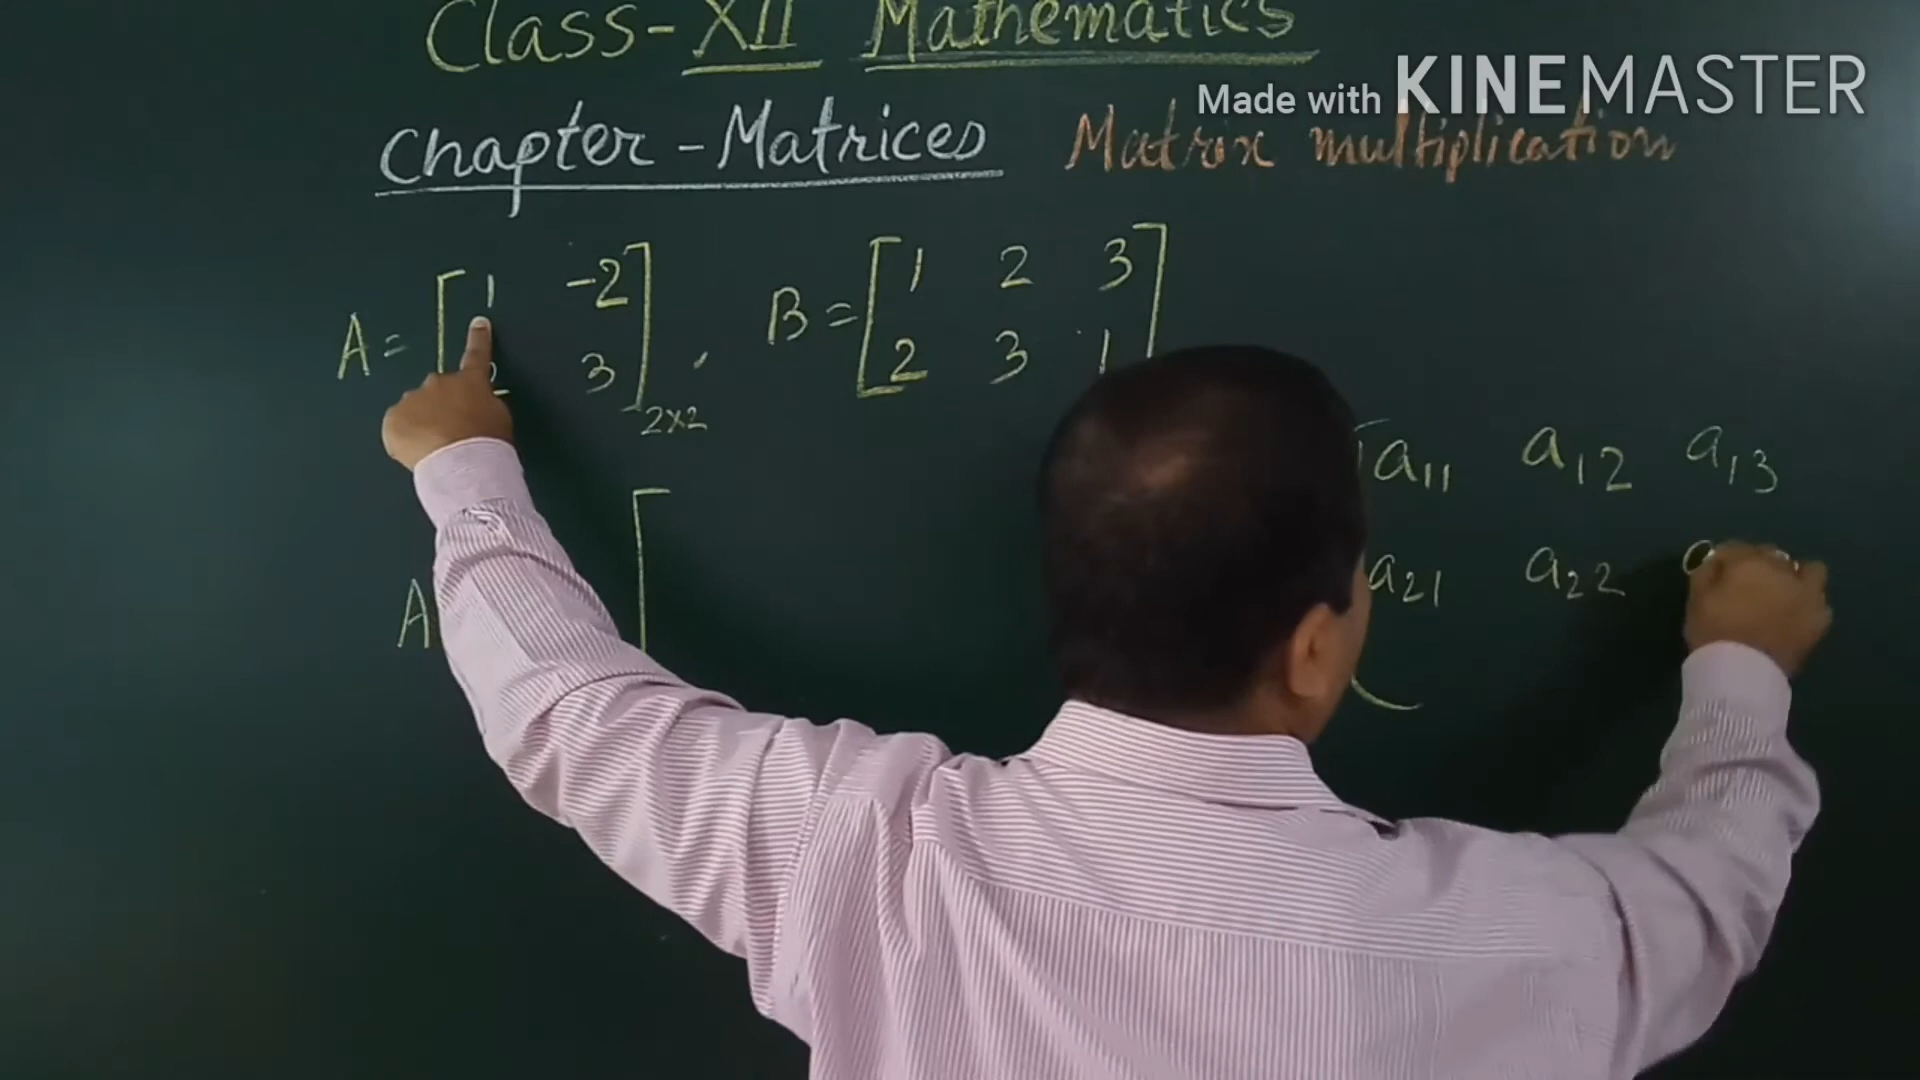 Class-XII Mathematics
Made with KINEMASTER
Chapter - Matrices Matrix multiplication
A = [ 1 -2 B = [ 1 2 3 ]
2 3 ] 2x2 , 2 3 1
a11 a12 a13
A [ a21 a22 a